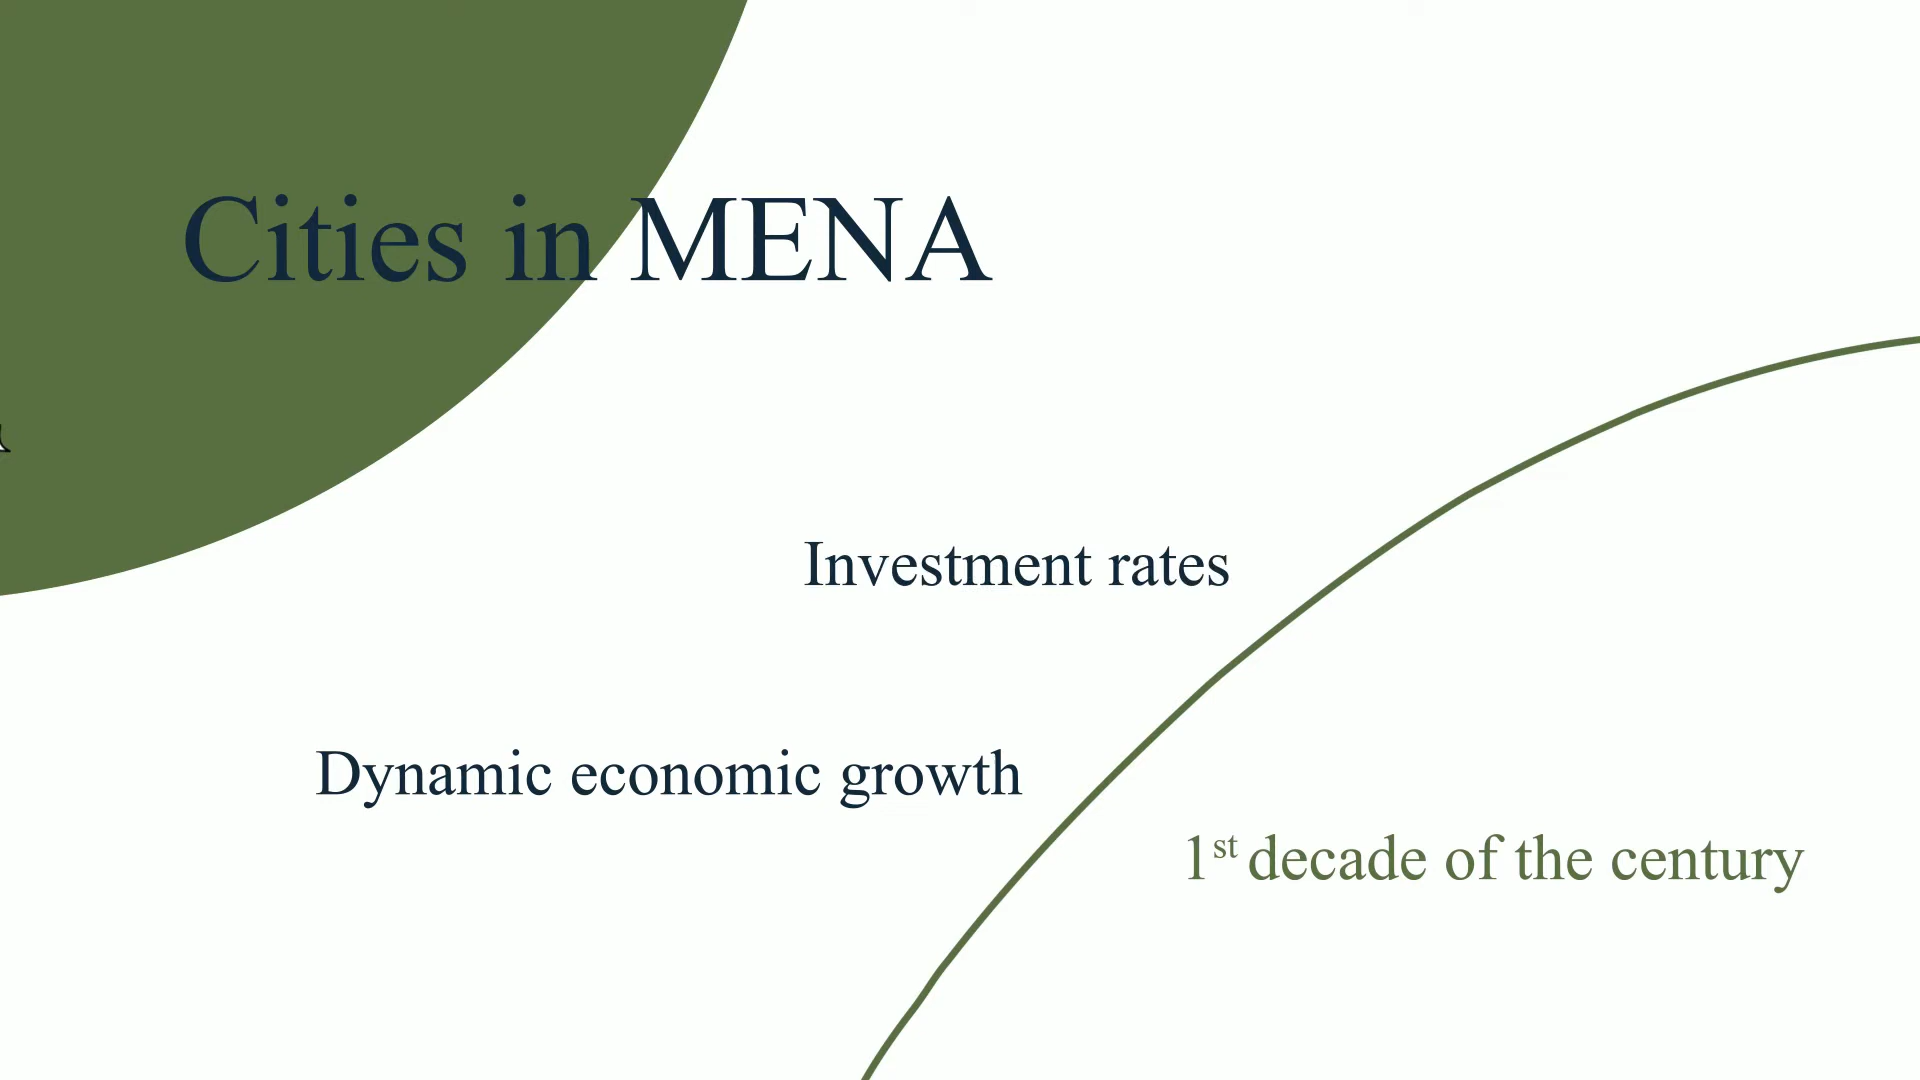 Cities in MENA
Investment rates
Dynamic economic growth
1st decade of the century